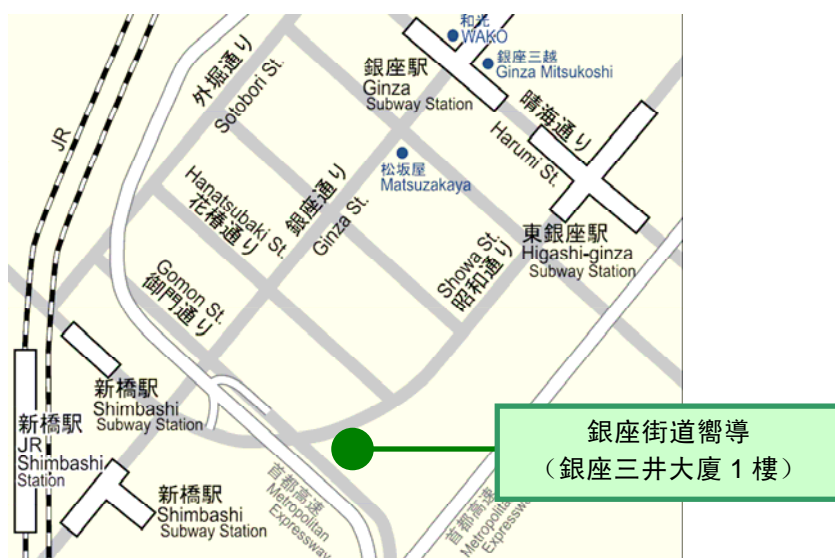 和光
WAKO
銀座三越
Ginza Mitsukoshi
銀座駅
Ginza
Subway Station
外堀通り
Sotobori St.
晴海通り
Harumi St.
JR
松坂屋
Matsuzakaya
銀座通り
Ginza St.
Hanatsubaki St.
花椿通り
東銀座駅
Higashi-ginza
Subway Station
Showa St.
昭和通り
Gomon St.
御門通り
新橋駅
Shimbashi
Subway Station
新橋駅
JR
Shimbashi
Station
新橋駅
Shimbashi
Subway Station
首都高速
Metropolitan
Expressway
首都高速
Metropolitan
Expressway
銀座街道嚮導
（銀座三井大廈 1 樓）